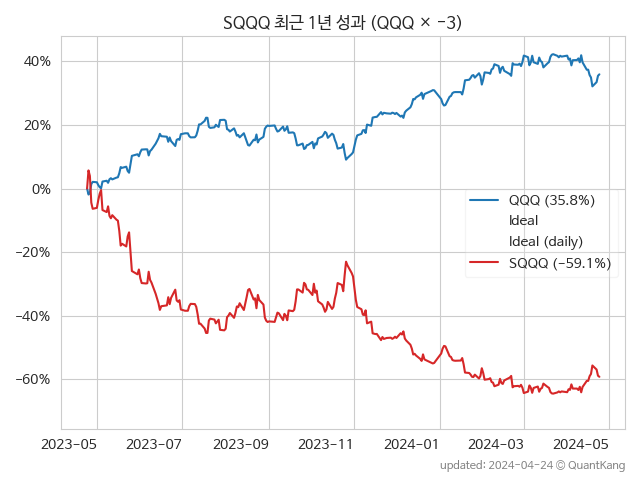 SQQQ 최근 1년 성과 (QQQ × −3)
40%
20%
0%
−20%
−40%
−60%
QQQ (35.8%)
Ideal
Ideal (daily)
SQQQ (−59.1%)
2023-05 2023-07 2023-09 2023-11 2024-01 2024-03 2024-05
updated: 2024-04-24 © QuantKang